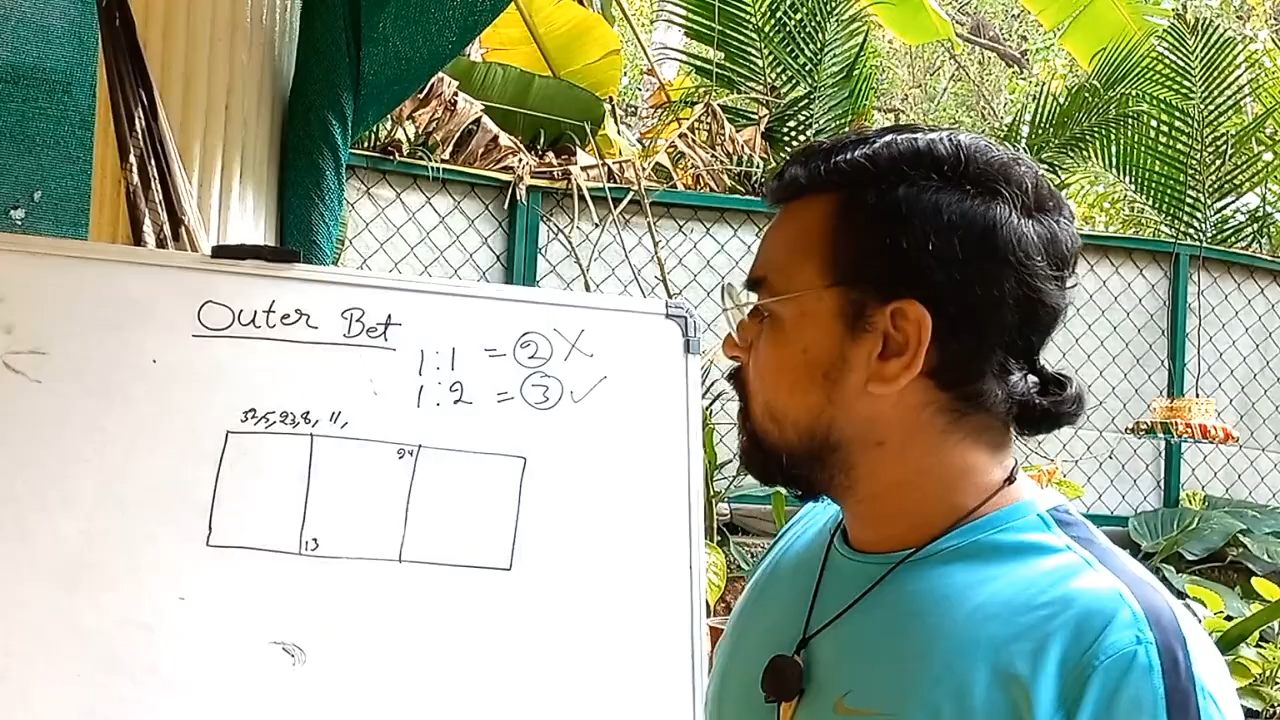 Outer Bet
1:1 = 2 X
1:2 = 3 ✓
32,5,23,8, 11,
24
13